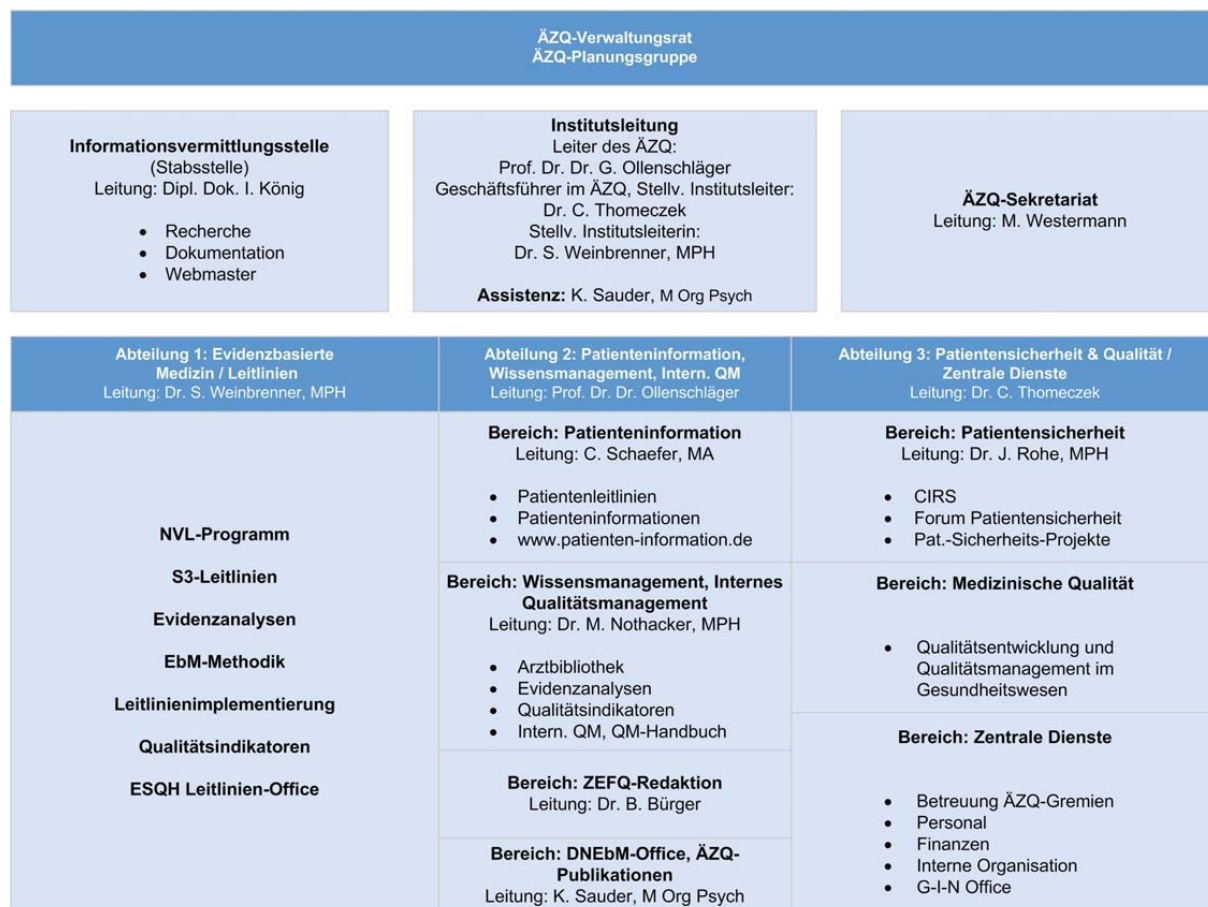 ÄZQ-Verwaltungsrat
ÄZQ-Planungsgruppe
Informationsvermittlungsstelle
(Stabsstelle)
Leitung: Dipl. Dok. I. König
• Recherche
• Dokumentation
• Webmaster
Institutsleitung
Leiter des ÄZQ:
Prof. Dr. Dr. G. Ollenschläger
Geschäftsführer im ÄZQ, Stellv. Institutsleiter:
Dr. C. Thomeczek
Stellv. Institutsleiterin:
Dr. S. Weinbrenner, MPH
Assistenz: K. Sauder, M Org Psych
ÄZQ-Sekretariat
Leitung: M. Westermann
Abteilung 1: Evidenzbasierte
Medizin / Leitlinien
Leitung: Dr. S. Weinbrenner, MPH
NVL-Programm
S3-Leitlinien
Evidenzanalysen
EbM-Methodik
Leitlinienimplementierung
Qualitätsindikatoren
ESQH Leitlinien-Office
Abteilung 2: Patienteninformation,
Wissensmanagement, Intern. QM
Leitung: Prof. Dr. Dr. Ollenschläger
Bereich: Patienteninformation
Leitung: C. Schaefer, MA
• Patientenleitlinien
• Patienteninformationen
• www.patienten-information.de
Bereich: Wissensmanagement, Internes
Qualitätsmanagement
Leitung: Dr. M. Nothacker, MPH
• Arztbibliothek
• Evidenzanalysen
• Qualitätsindikatoren
• Intern. QM, QM-Handbuch
Bereich: ZEFQ-Redaktion
Leitung: Dr. B. Bürger
Bereich: DNEbM-Office, ÄZQ-
Publikationen
Leitung: K. Sauder, M Org Psych
Abteilung 3: Patientensicherheit & Qualität /
Zentrale Dienste
Leitung: Dr. C. Thomeczek
Bereich: Patientensicherheit
Leitung: Dr. J. Rohe, MPH
• CIRS
• Forum Patientensicherheit
• Pat.-Sicherheits-Projekte
Bereich: Medizinische Qualität
• Qualitätsentwicklung und
Qualitätsmanagement im
Gesundheitswesen
Bereich: Zentrale Dienste
• Betreuung ÄZQ-Gremien
• Personal
• Finanzen
• Interne Organisation
• G-I-N Office